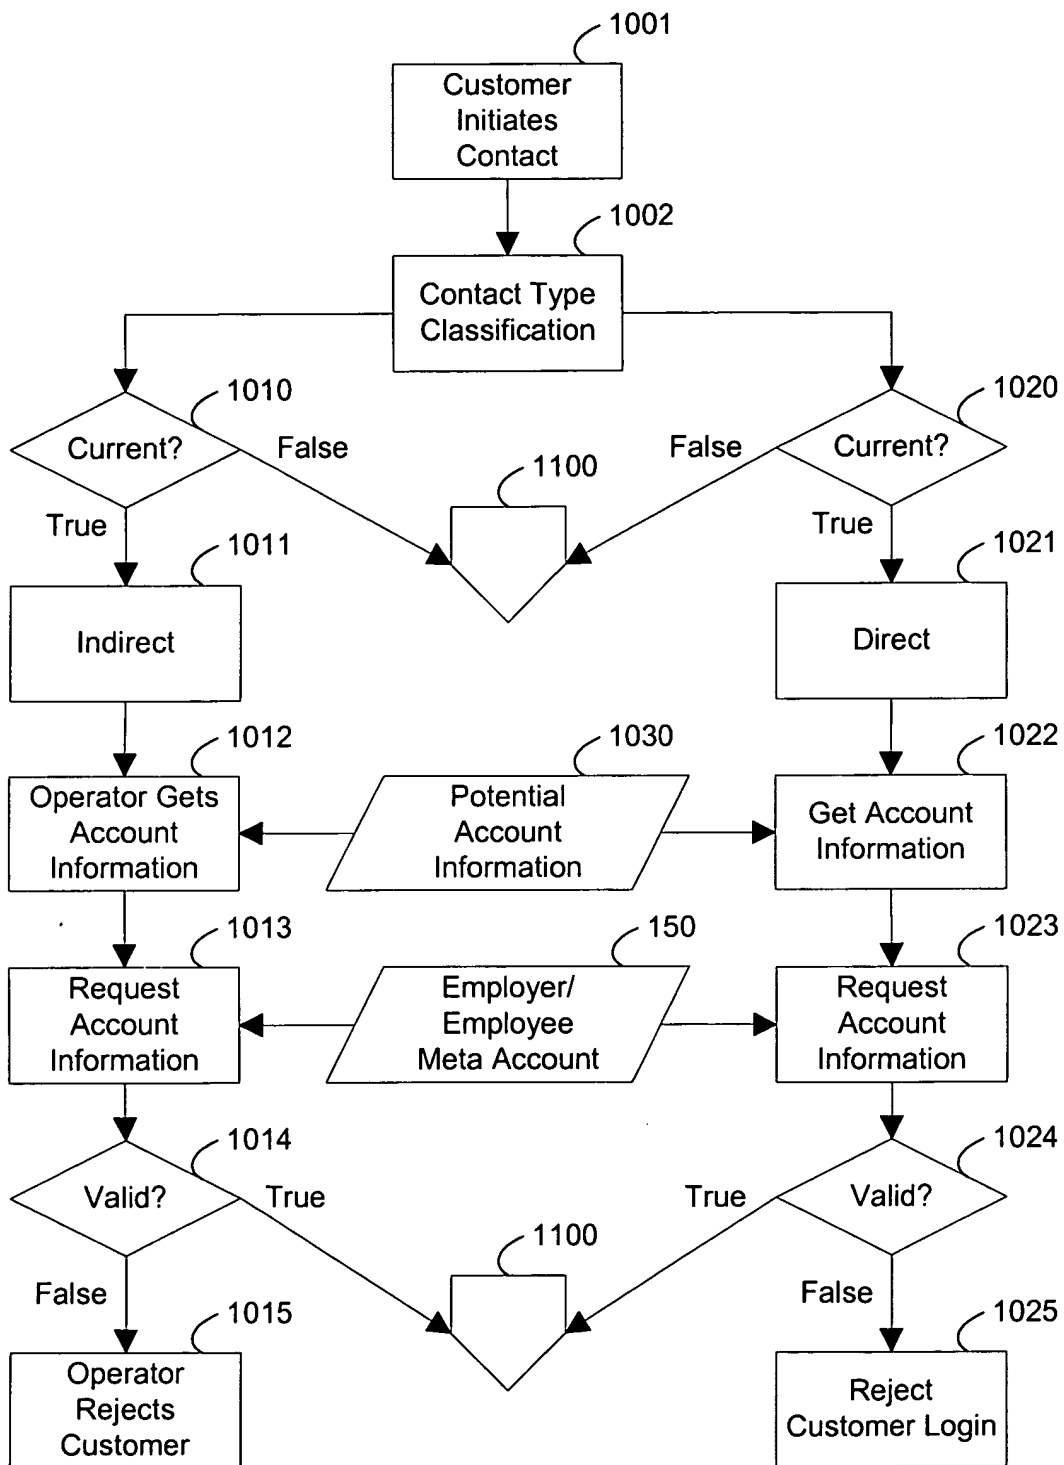 1001
Customer
Initiates
Contact
1002
Contact Type
Classification
1010
Current?
False
True
1020
Current?
False
True
1100
1011
Indirect
1021
Direct
1012
Operator Gets
Account
Information
1030
Potential
Account
Information
1022
Get Account
Information
1013
Request
Account
Information
150
Employer/
Employee
Meta Account
1023
Request
Account
Information
1014
Valid?
True
False
1024
Valid?
True
False
1100
1015
Operator
Rejects
Customer
1025
Reject
Customer Login